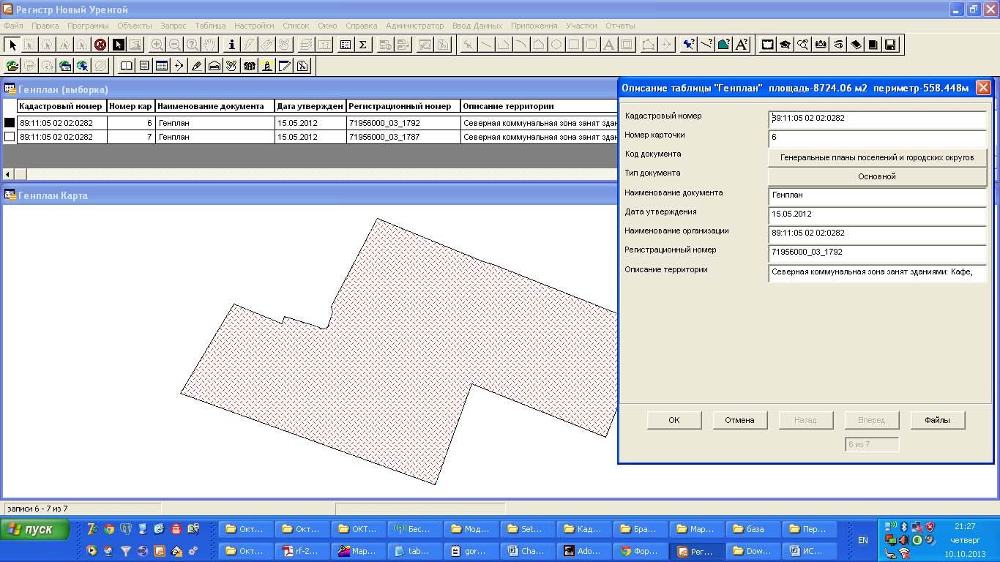 Регистр Новый Уренгой
Файл Правка Программы Объекты Запрос Таблица Настройки Список Окно Справка Администратор Ввод Данных Приложения Участки Отчеты
Генплан (выборка)
Кадастровый номер Номер кар Наименование документа Дата утвержден Регистрационный номер Описание территории
89:11:05 02 02:0282 6 Генплан 15.05.2012 71956000_03_1792 Северная коммунальная зона занят здан
89:11:05 02 02:0282 7 Генплан 15.05.2012 71956000_03_1787 Северная коммунальная зона занят здан
Генплан Карта
Описание таблицы "Генплан" площадь-8724.06 м2 периметр-558.448м
Кадастровый номер 89:11:05 02 02:0282
Номер карточки 6
Код документа Генеральные планы поселений и городских округов
Тип документа Основной
Наименование документа Генплан
Дата утверждения 15.05.2012
Наименование организации 89:11:05 02 02:0282
Регистрационный номер 71956000_03_1792
Описание территории Северная коммунальная зона занят зданиями: Кафе,
ОК Отмена Назад Вперед Файлы
6 из 7
записи 6 - 7 из 7
пуск
Окт... Окт... ОКТ... Бес... Мод... Set... Кад... Бра... Мар... база Пер...
Окт... rf-2... Мар... tab... gor... Cha... Ado... Фор... Рег... Dow... ИС...
EN
21:27
четверг
10.10.2013